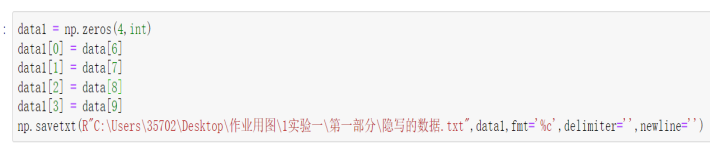 :
data1 = np.zeros(4,int)
data1[0] = data[6]
data1[1] = data[7]
data1[2] = data[8]
data1[3] = data[9]
np.savetxt(R"C:\Users\35702\Desktop\作业用图\1实验一\第一部分\隐写的数据.txt",data1,fmt='%c',delimiter='',newline='')